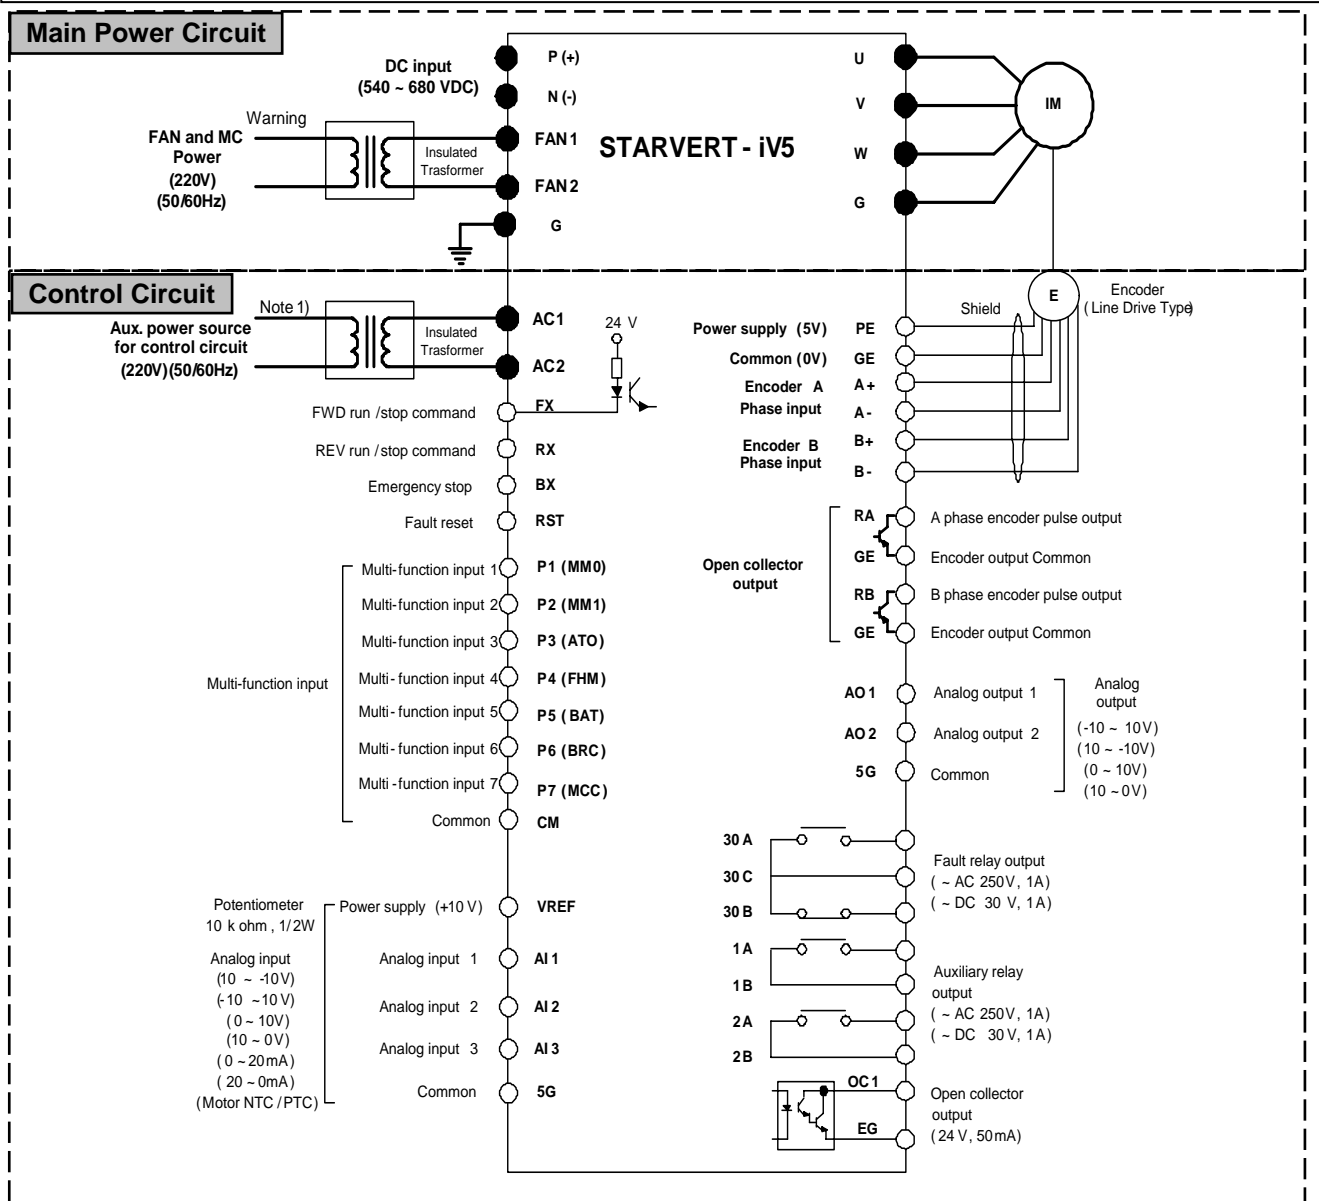 Main Power Circuit
DC input
(540 ~ 680 VDC)
P (+)
N (-)
Warning
FAN and MC
Power
(220V)
(50/60Hz)
Insulated
Trasformer
FAN 1
FAN 2
G
STARVERT - iV5
U
V
W
G
IM
Control Circuit
Note 1)
Aux. power source
for control circuit
(220V)(50/60Hz)
Insulated
Trasformer
AC1
AC2
24 V
FWD run /stop command
FX
REV run /stop command
RX
Emergency stop
BX
Fault reset
RST
Multi-function input
Multi-function input 1
P1 (MM0)
Multi-function input 2
P2 (MM1)
Multi-function input 3
P3 (ATO)
Multi- function input 4
P4 (FHM)
Multi- function input 5
P5 ( BAT)
Multi- function input 6
P6 (BRC)
Multi -function input 7
P7 (MCC)
Common
CM
Potentiometer
10 k ohm , 1/2W
Power supply (+10 V)
VREF
Analog input
(10 ~ -10V)
(-10 ~10 V)
( 0 ~ 10V)
(10 ~ 0V)
( 0 ~ 20mA)
( 20 ~ 0mA)
(Motor NTC / PTC)
Analog input 1
AI 1
Analog input 2
AI 2
Analog input 3
AI 3
Common
5G
E
Encoder
( Line Drive Type)
Shield
Power supply (5V)
PE
Common (0V)
GE
Encoder A
Phase input
A +
A -
Encoder B
Phase input
B+
B -
Open collector
output
RA
A phase encoder pulse output
GE
Encoder output Common
RB
B phase encoder pulse output
GE
Encoder output Common
AO 1
Analog output 1
AO 2
Analog output 2
5G
Common
Analog
output
(-10 ~ 10V)
(10 ~ -10V)
(0 ~ 10V)
(10 ~ 0V)
30 A
30 C
30 B
Fault relay output
( ~ AC 250V, 1A)
( ~ DC 30 V, 1A)
1 A
1 B
2 A
2 B
Auxiliary relay
output
( ~ AC 250V, 1A)
( ~ DC 30 V, 1A)
OC 1
EG
Open collector
output
( 24 V, 50mA)